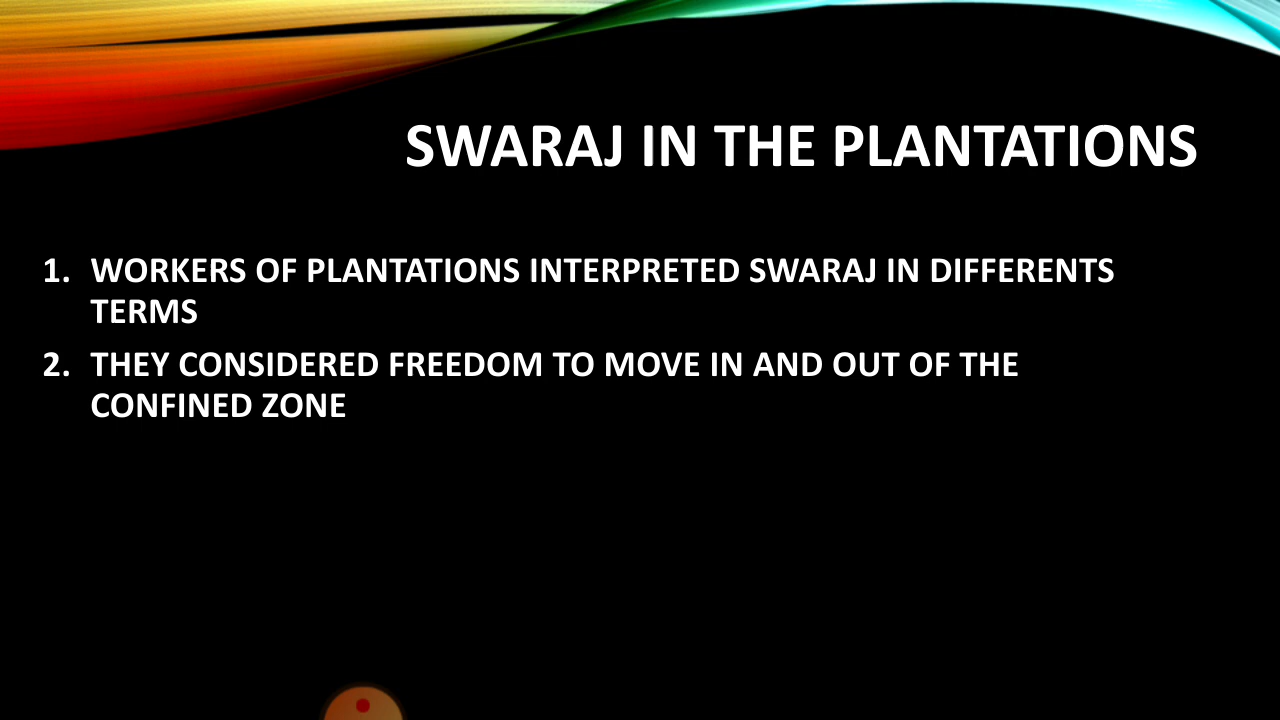 SWARAJ IN THE PLANTATIONS
1. WORKERS OF PLANTATIONS INTERPRETED SWARAJ IN DIFFERENTS
TERMS
2. THEY CONSIDERED FREEDOM TO MOVE IN AND OUT OF THE
CONFINED ZONE